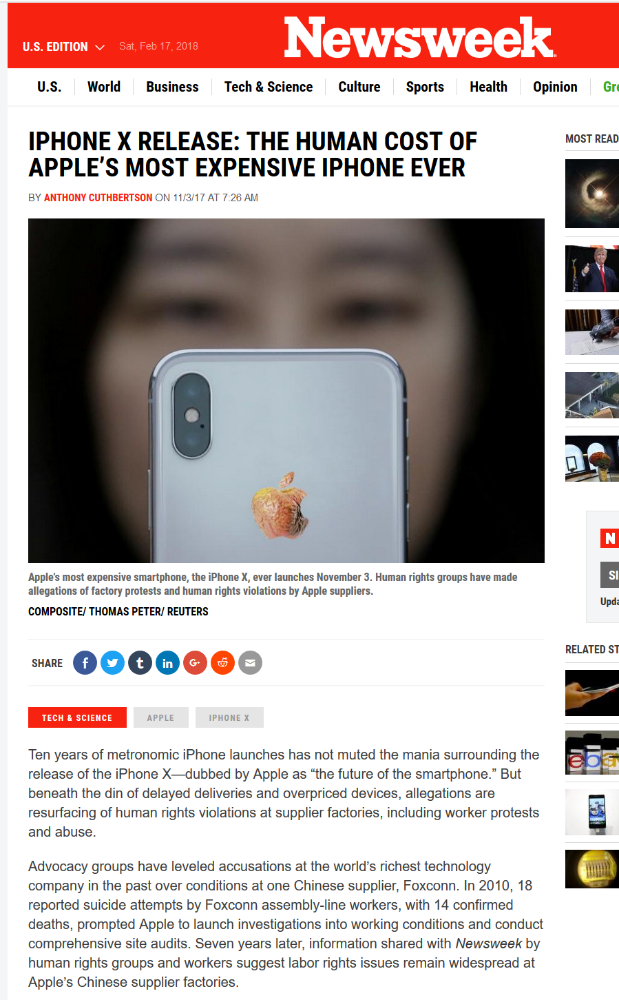 Newsweek
U.S. EDITION
Sat, Feb 17, 2018
U.S.
World
Business
Tech & Science
Culture
Sports
Health
Opinion
IPHONE X RELEASE: THE HUMAN COST OF
APPLE’S MOST EXPENSIVE IPHONE EVER
BY ANTHONY CUTHBERTSON ON 11/3/17 AT 7:26 AM
Apple's most expensive smartphone, the iPhone X, ever launches November 3. Human rights groups have made
allegations of factory protests and human rights violations by Apple suppliers.
COMPOSITE/ THOMAS PETER/ REUTERS
SHARE
TECH & SCIENCE
APPLE
IPHONE X
Ten years of metronomic iPhone launches has not muted the mania surrounding the
release of the iPhone X—dubbed by Apple as “the future of the smartphone.” But
beneath the din of delayed deliveries and overpriced devices, allegations are
resurfacing of human rights violations at supplier factories, including worker protests
and abuse.
Advocacy groups have leveled accusations at the world’s richest technology
company in the past over conditions at one Chinese supplier, Foxconn. In 2010, 18
reported suicide attempts by Foxconn assembly-line workers, with 14 confirmed
deaths, prompted Apple to launch investigations into working conditions and conduct
comprehensive site audits. Seven years later, information shared with Newsweek by
human rights groups and workers suggest labor rights issues remain widespread at
Apple’s Chinese supplier factories.
MOST READ
N
RELATED